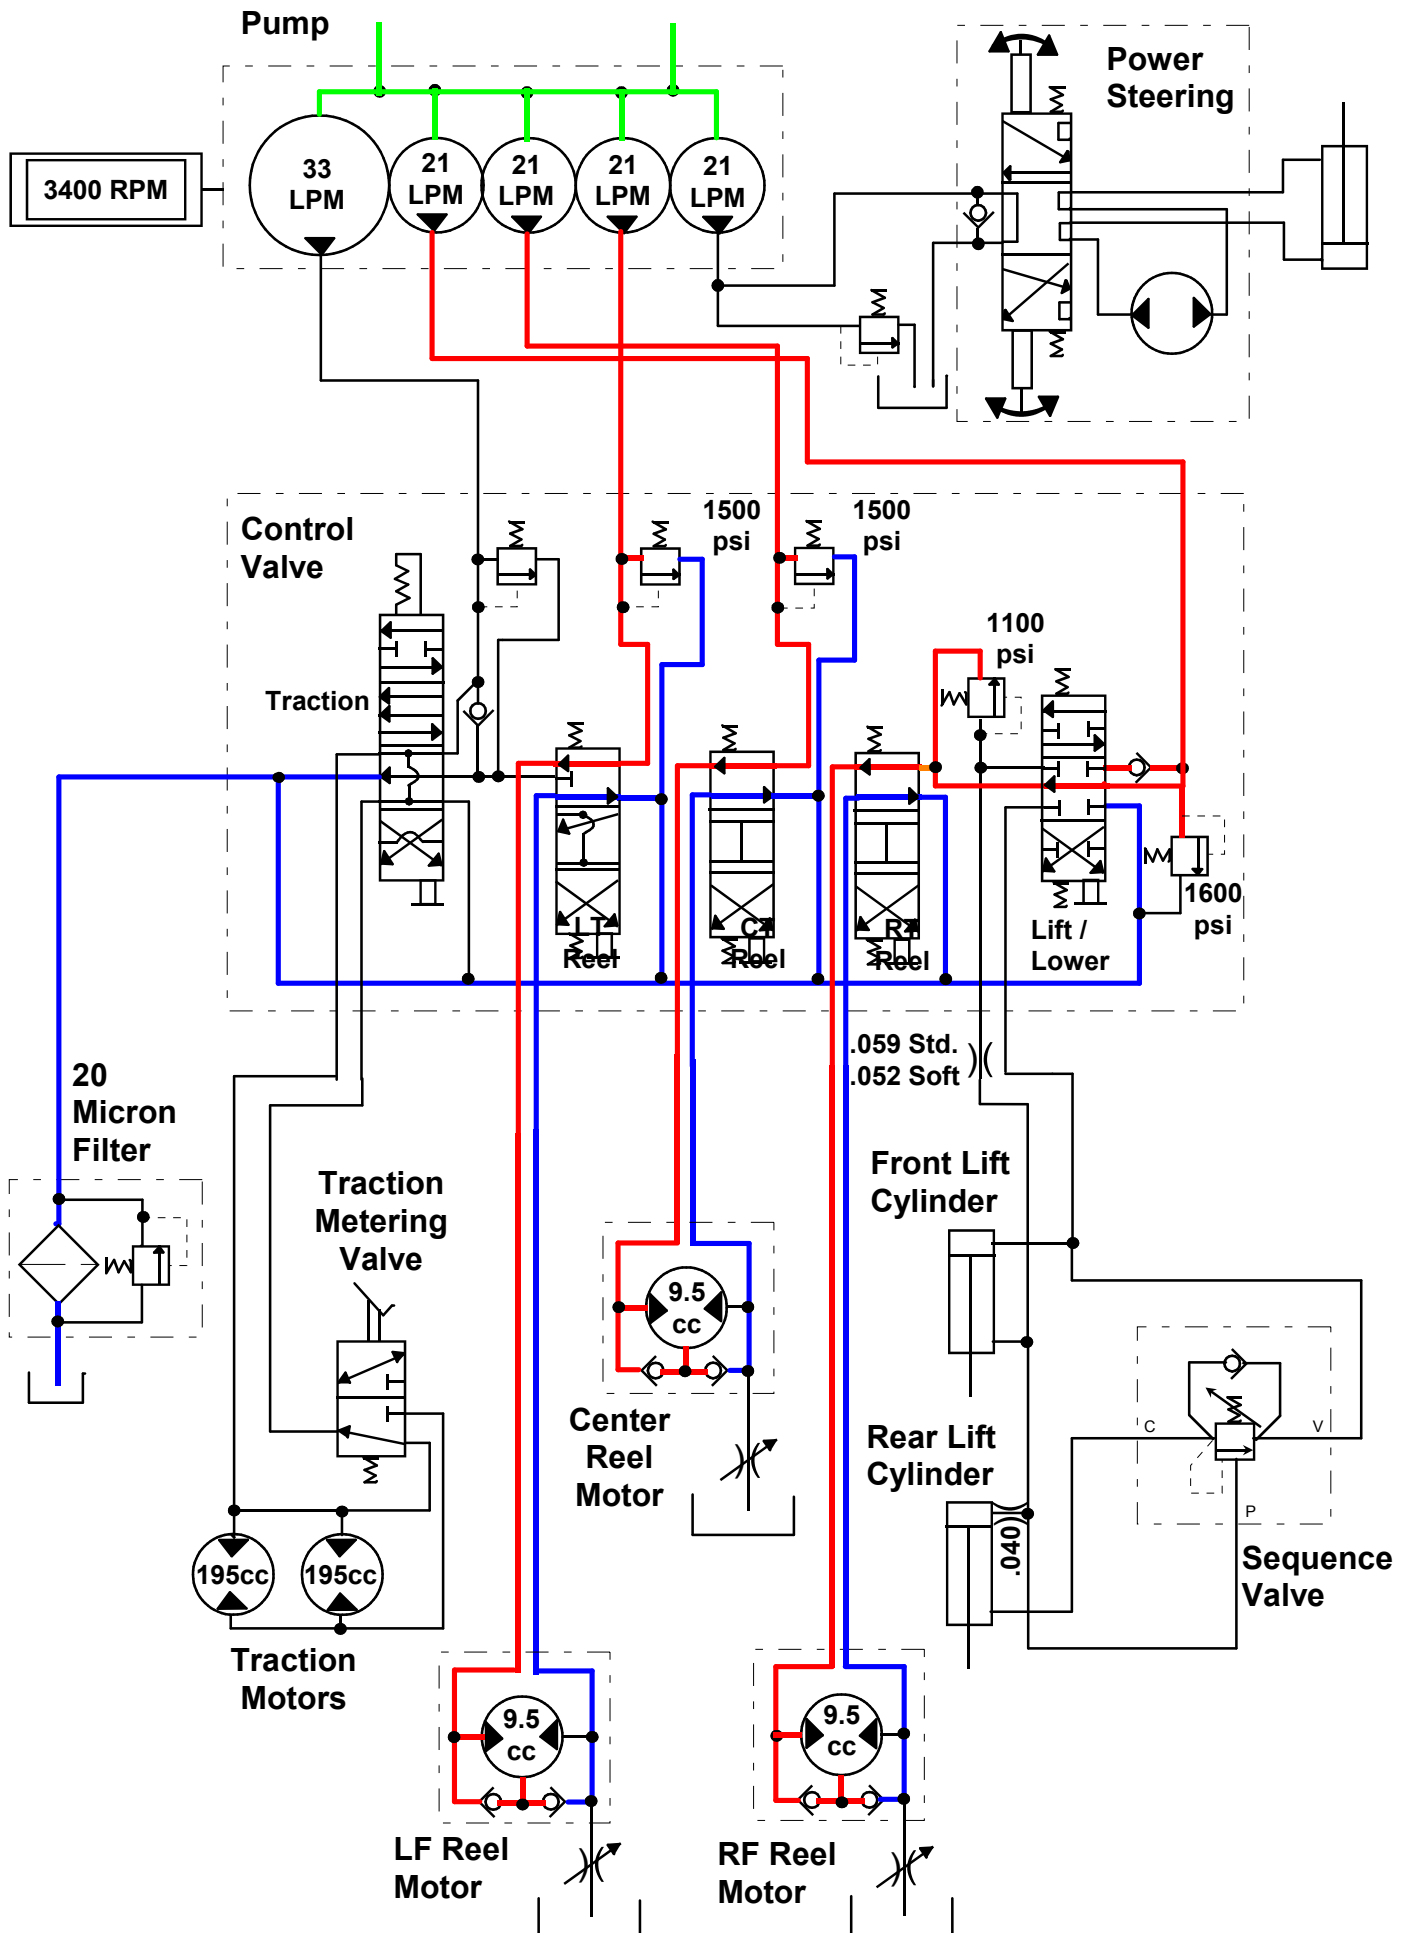 Pump
Power
Steering
3400 RPM
33
LPM
21
LPM
21
LPM
21
LPM
21
LPM
Control
Valve
1500
psi
1500
psi
1100
psi
Traction
1600
psi
LT
Reel
CT
Reel
RT
Reel
Lift /
Lower
.059 Std.
.052 Soft
20
Micron
Filter
Traction
Metering
Valve
Front Lift
Cylinder
9.5
cc
Center
Reel
Motor
Rear Lift
Cylinder
C
V
P
.040
Sequence
Valve
195cc
195cc
Traction
Motors
9.5
cc
9.5
cc
LF Reel
Motor
RF Reel
Motor